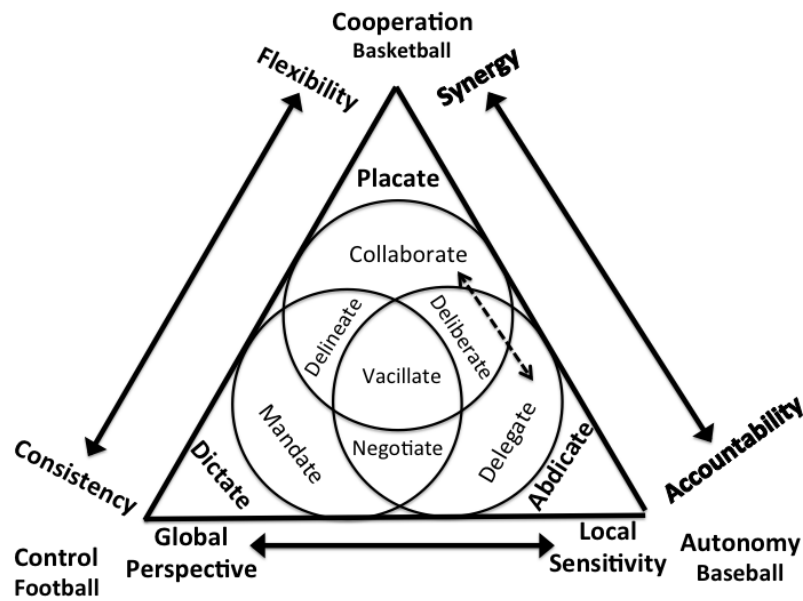 Cooperation
Basketball
Flexibility
Synergy
Placate
Collaborate
Delineate
Deliberate
Vacillate
Mandate
Negotiate
Delegate
Dictate
Abdicate
Consistency
Accountability
Global
Perspective
Local
Sensitivity
Control
Football
Autonomy
Baseball